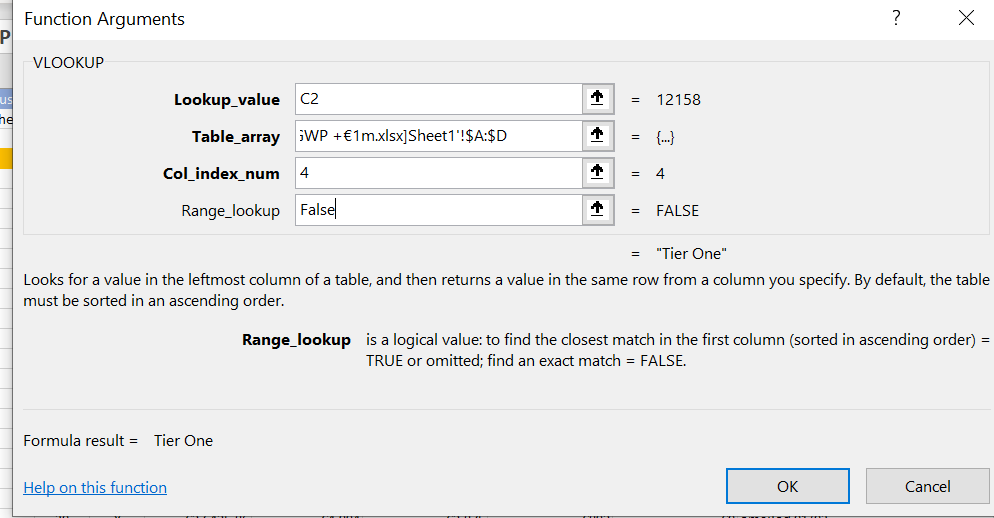 Function Arguments ? ×
VLOOKUP
Lookup_value C2 = 12158
Table_array GWP +€1m.xlsx]Sheet1'!$A:$D = {...}
Col_index_num 4 = 4
Range_lookup False = FALSE
= "Tier One"
Looks for a value in the leftmost column of a table, and then returns a value in the same row from a column you specify. By default, the table
must be sorted in an ascending order.
Range_lookup is a logical value: to find the closest match in the first column (sorted in ascending order) =
TRUE or omitted; find an exact match = FALSE.
Formula result = Tier One
Help on this function
OK Cancel